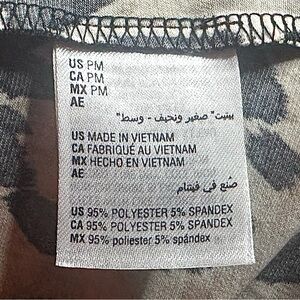 US PM
CA PM
MX PM
AE
بيتيت" صغير ونحيف - وسط"
US MADE IN VIETNAM
CA FABRIQUÉ AU VIETNAM
MX HECHO EN VIETNAM
AE
صنع في فيتنام
US 95% POLYESTER 5% SPANDEX
CA 95% POLYESTER 5% SPANDEX
MX 95% poliester 5% spándex